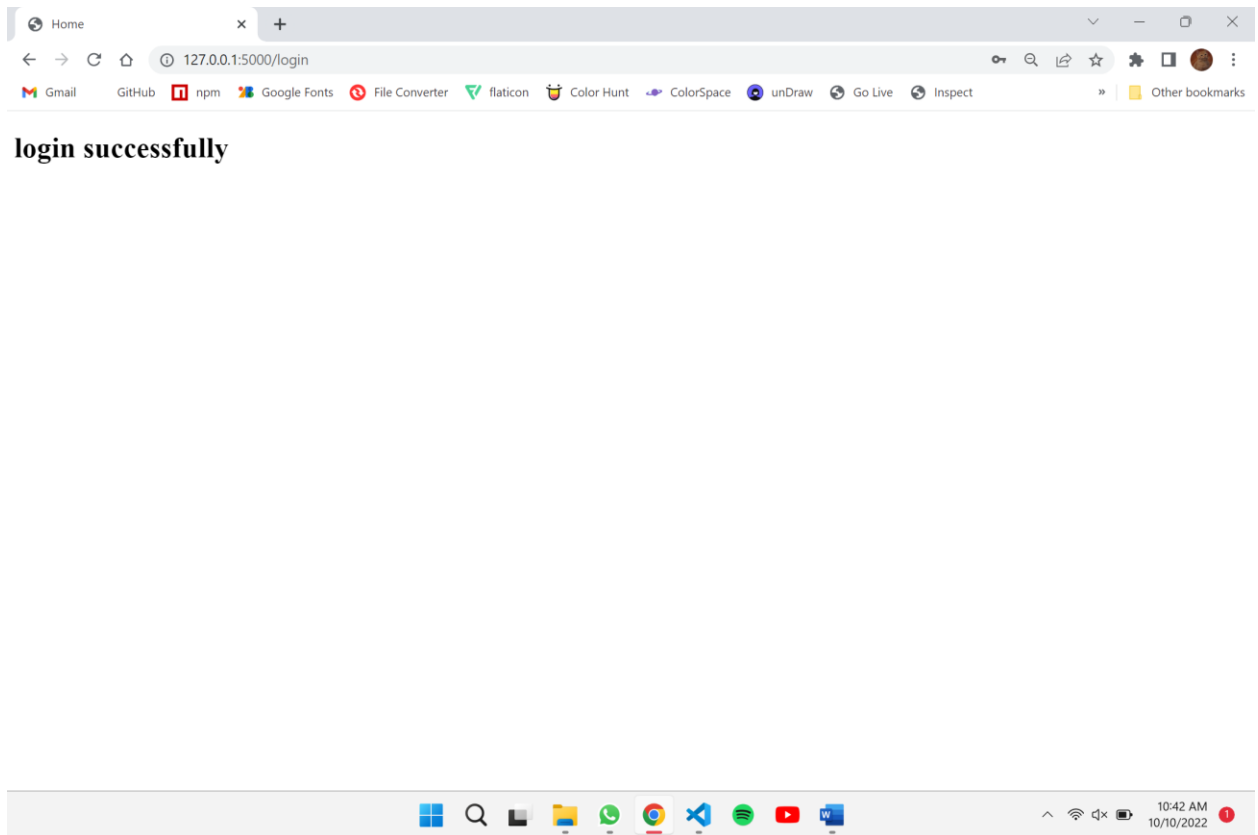 Home
127.0.0.1:5000/login
Gmail GitHub npm Google Fonts File Converter flaticon Color Hunt ColorSpace unDraw Go Live Inspect » Other bookmarks
login successfully
10:42 AM
10/10/2022 1